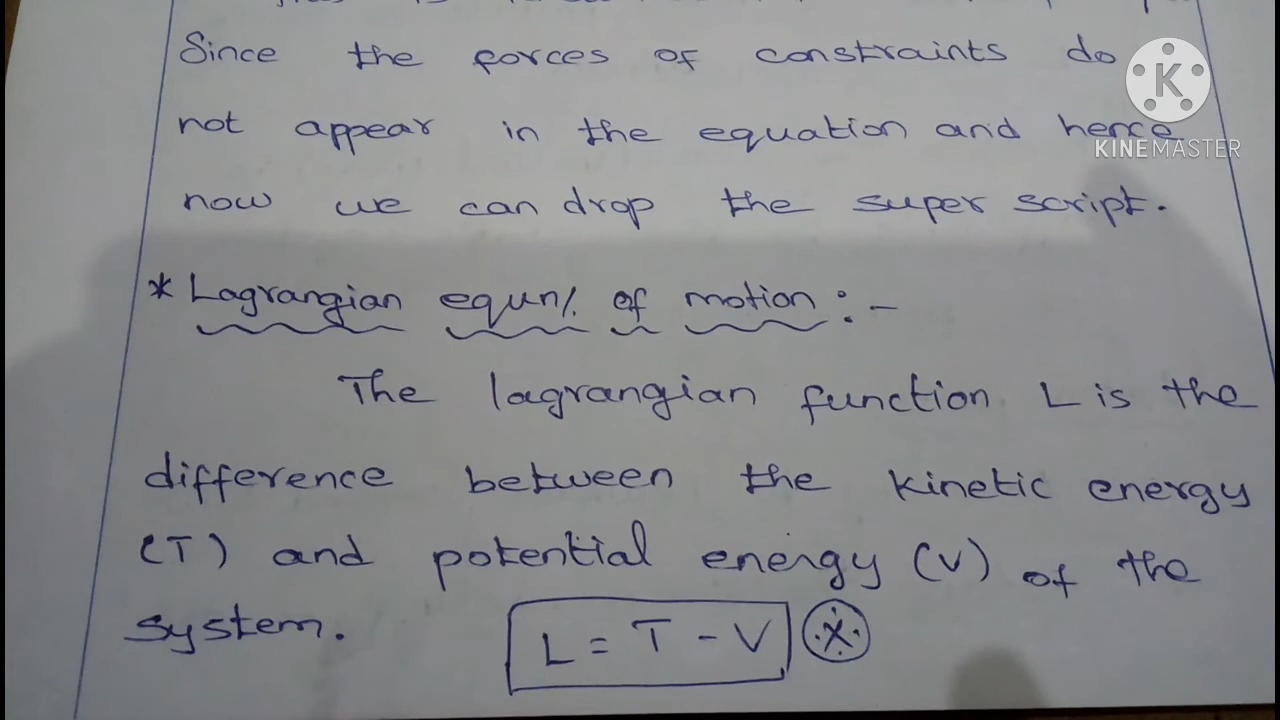 Since the forces of constraints do
not appear in the equation and hence
now we can drop the super script.
* Lagrangian equn/. of motion :-
The lagrangian function L is the
difference between the kinetic energy
(T) and potential energy (V) of the
system.
L = T - V
K
KINEMASTER